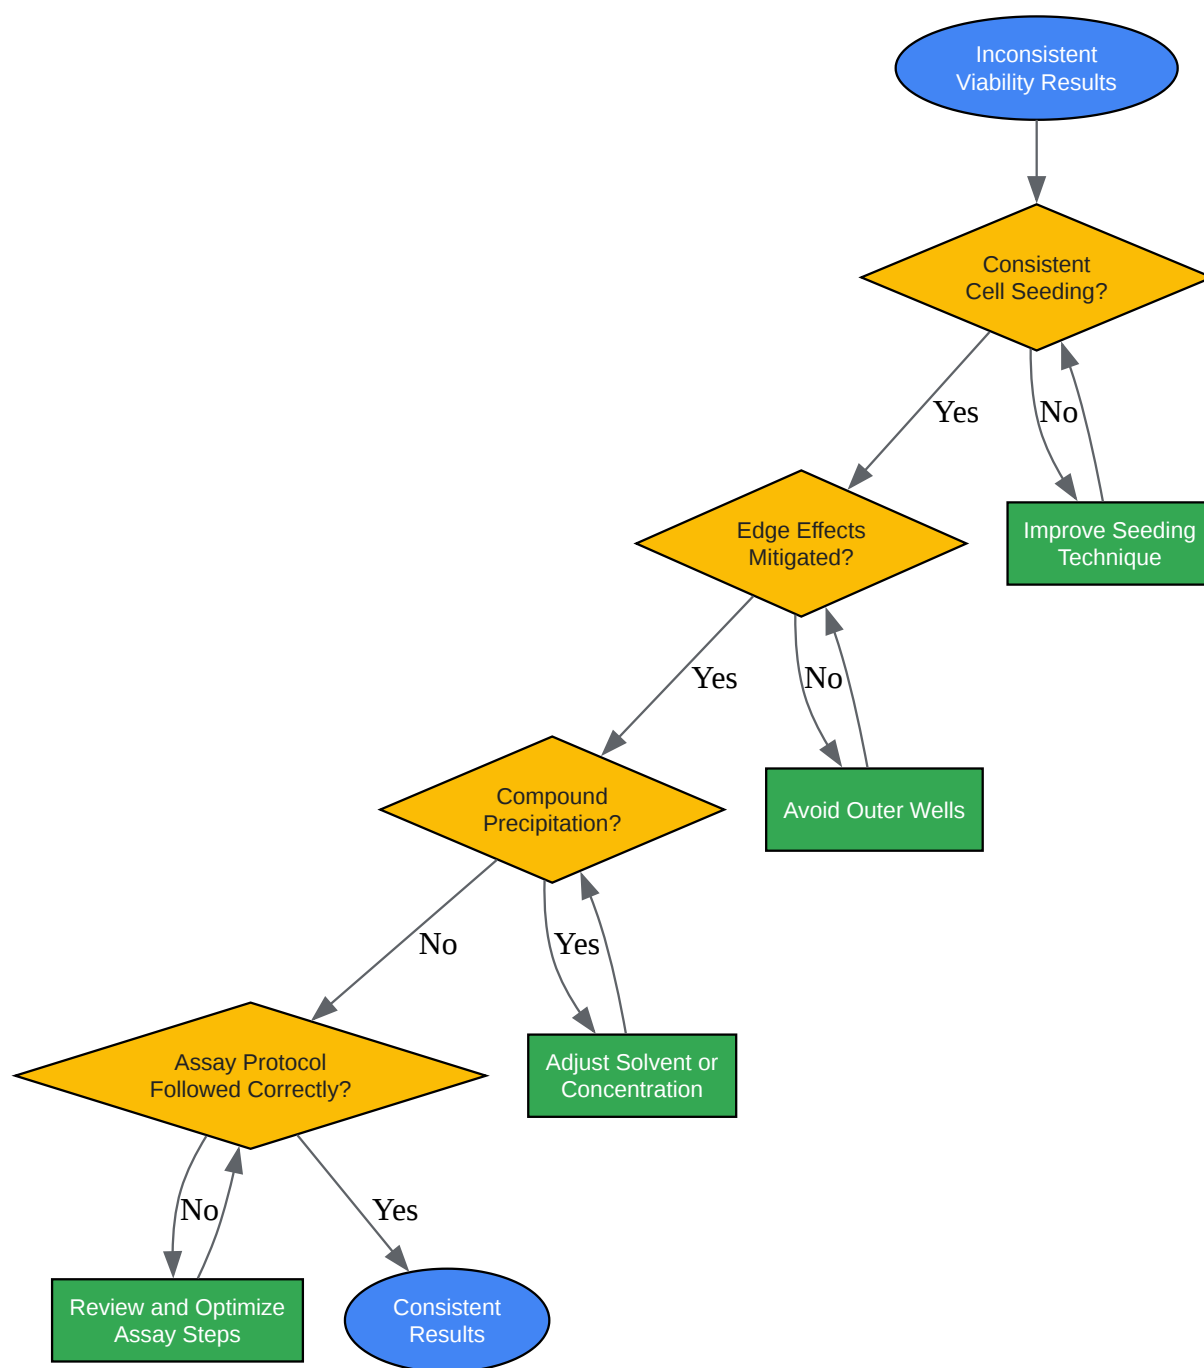 Inconsistent
Viability Results
Consistent
Cell Seeding?
Yes
No
Improve Seeding
Technique
Edge Effects
Mitigated?
Yes
No
Avoid Outer Wells
Compound
Precipitation?
No
Yes
Adjust Solvent or
Concentration
Assay Protocol
Followed Correctly?
No
Yes
Review and Optimize
Assay Steps
Consistent
Results